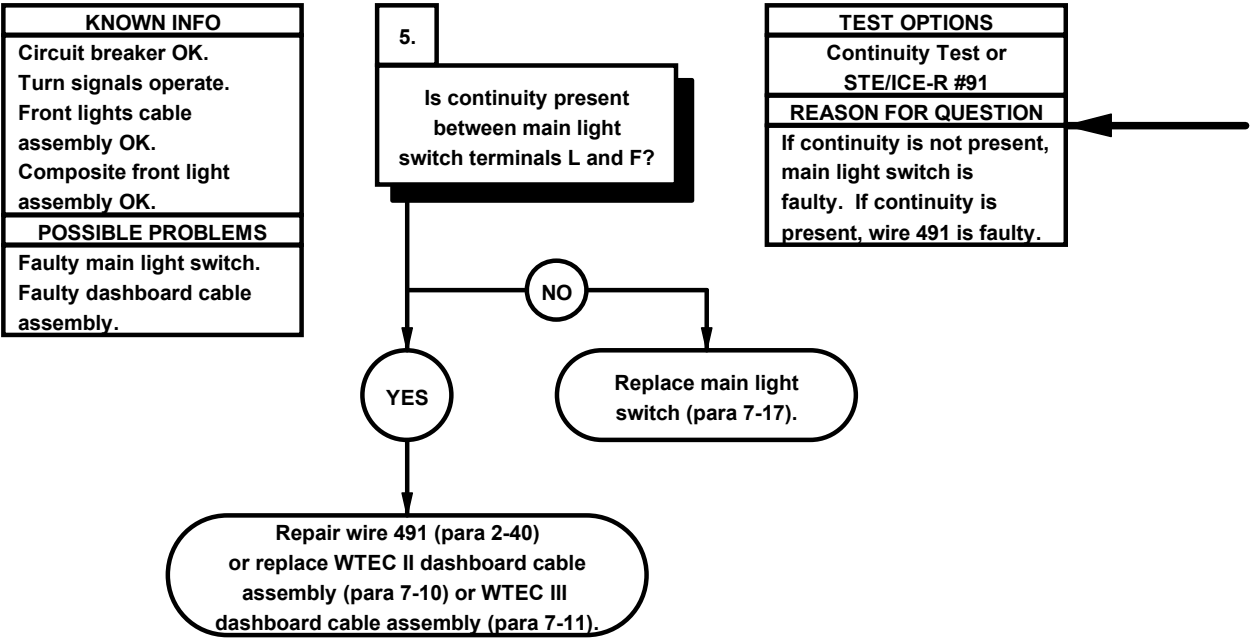 KNOWN INFO
Circuit breaker OK.
Turn signals operate.
Front lights cable
assembly OK.
Composite front light
assembly OK.
POSSIBLE PROBLEMS
Faulty main light switch.
Faulty dashboard cable
assembly.
5.
Is continuity present
between main light
switch terminals L and F?
TEST OPTIONS
Continuity Test or
STE/ICE-R #91
REASON FOR QUESTION
If continuity is not present,
main light switch is
faulty. If continuity is
present, wire 491 is faulty.
NO
YES
Replace main light
switch (para 7-17).
Repair wire 491 (para 2-40)
or replace WTEC II dashboard cable
assembly (para 7-10) or WTEC III
dashboard cable assembly (para 7-11).